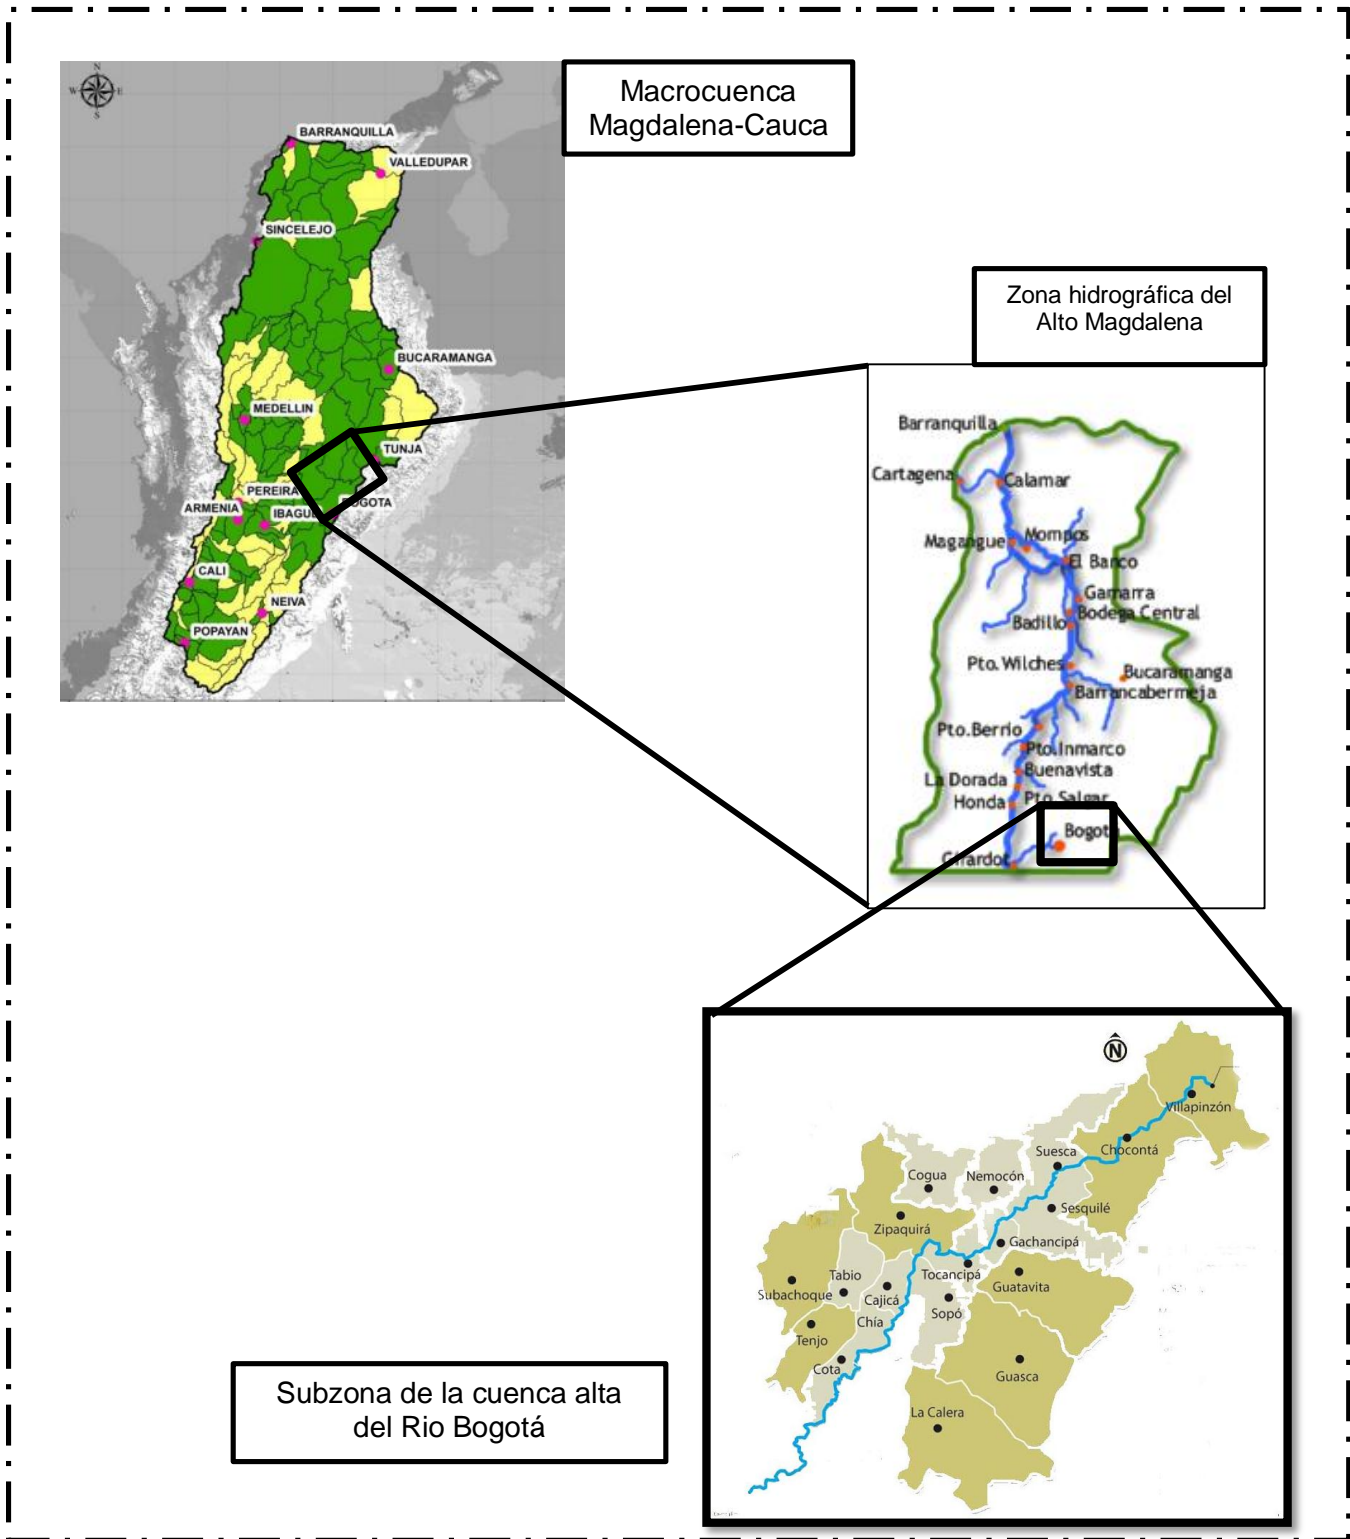 Macrocuenca
Magdalena-Cauca
N
W
E
S
BARRANQUILLA
VALLEDUPAR
SINCELEJO
BUCARAMANGA
MEDELLIN
TUNJA
PEREIRA
ARMENIA
IBAGU
OGOTA
CALI
NEIVA
POPAYAN
Zona hidrográfica del
Alto Magdalena
Barranquilla
Cartagena
Calamar
Magangue
Mompos
El Banco
Gamarra
Bodega Central
Badillo
Pto. Wilches
Bucaramanga
Barrancabermeja
Pto.Berrio
Pto.Inmarco
Buenavista
La Dorada
Honda
Pto.Salgar
Bogot
Girardot
N
Villapinzón
Chocontá
Suesca
Cogua
Nemocón
Sesquilé
Zipaquirá
Gachancipá
Tabio
Tocancipá
Guatavita
Subachoque
Cajicá
Sopó
Chía
Tenjo
Cota
Guasca
La Calera
Subzona de la cuenca alta
del Rio Bogotá